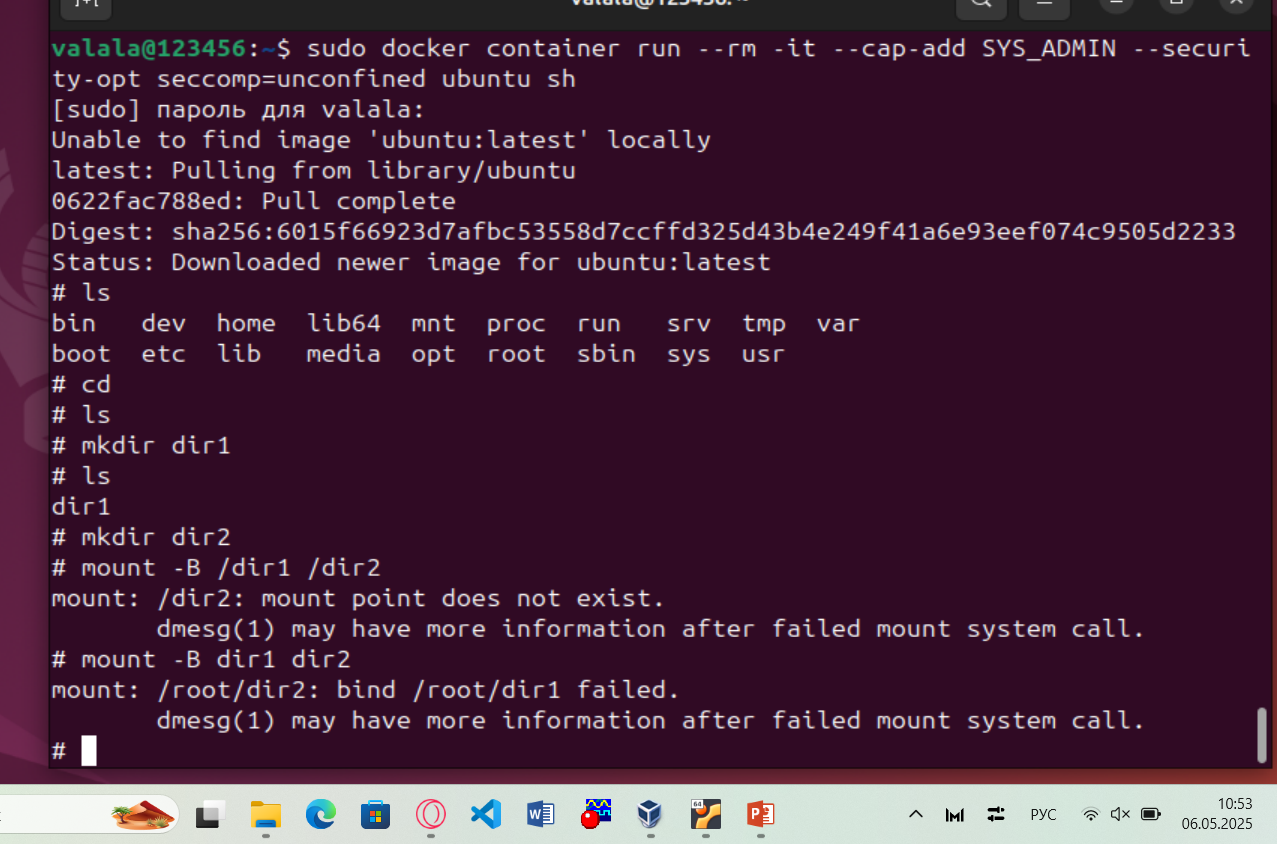 valala@123456:~$ sudo docker container run --rm -it --cap-add SYS_ADMIN --securi
ty-opt seccomp=unconfined ubuntu sh
[sudo] пароль для valala:
Unable to find image 'ubuntu:latest' locally
latest: Pulling from library/ubuntu
0622fac788ed: Pull complete
Digest: sha256:6015f66923d7afbc53558d7ccffd325d43b4e249f41a6e93eef074c9505d2233
Status: Downloaded newer image for ubuntu:latest
# ls
bin   dev  home  lib64  mnt  proc  run   srv  tmp  var
boot  etc  lib   media  opt  root  sbin  sys  usr
# cd
# ls
# mkdir dir1
# ls
dir1
# mkdir dir2
# mount -B /dir1 /dir2
mount: /dir2: mount point does not exist.
       dmesg(1) may have more information after failed mount system call.
# mount -B dir1 dir2
mount: /root/dir2: bind /root/dir1 failed.
       dmesg(1) may have more information after failed mount system call.
#
64
РУС
10:53
06.05.2025